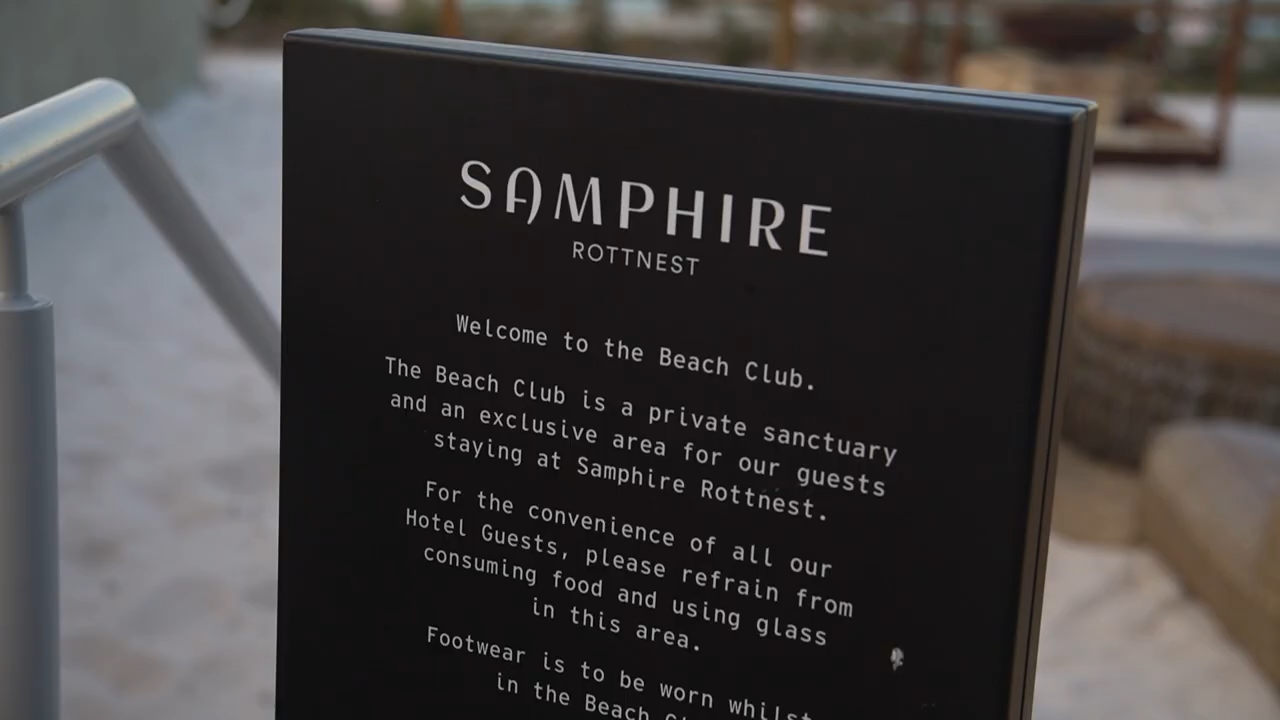 SAMPHIRE
ROTTNEST
Welcome to the Beach Club.
The Beach Club is a private sanctuary
and an exclusive area for our guests
staying at Samphire Rottnest.
For the convenience of all our
Hotel Guests, please refrain from
consuming food and using glass
in this area.
Footwear is to be worn whilst
in the Beach